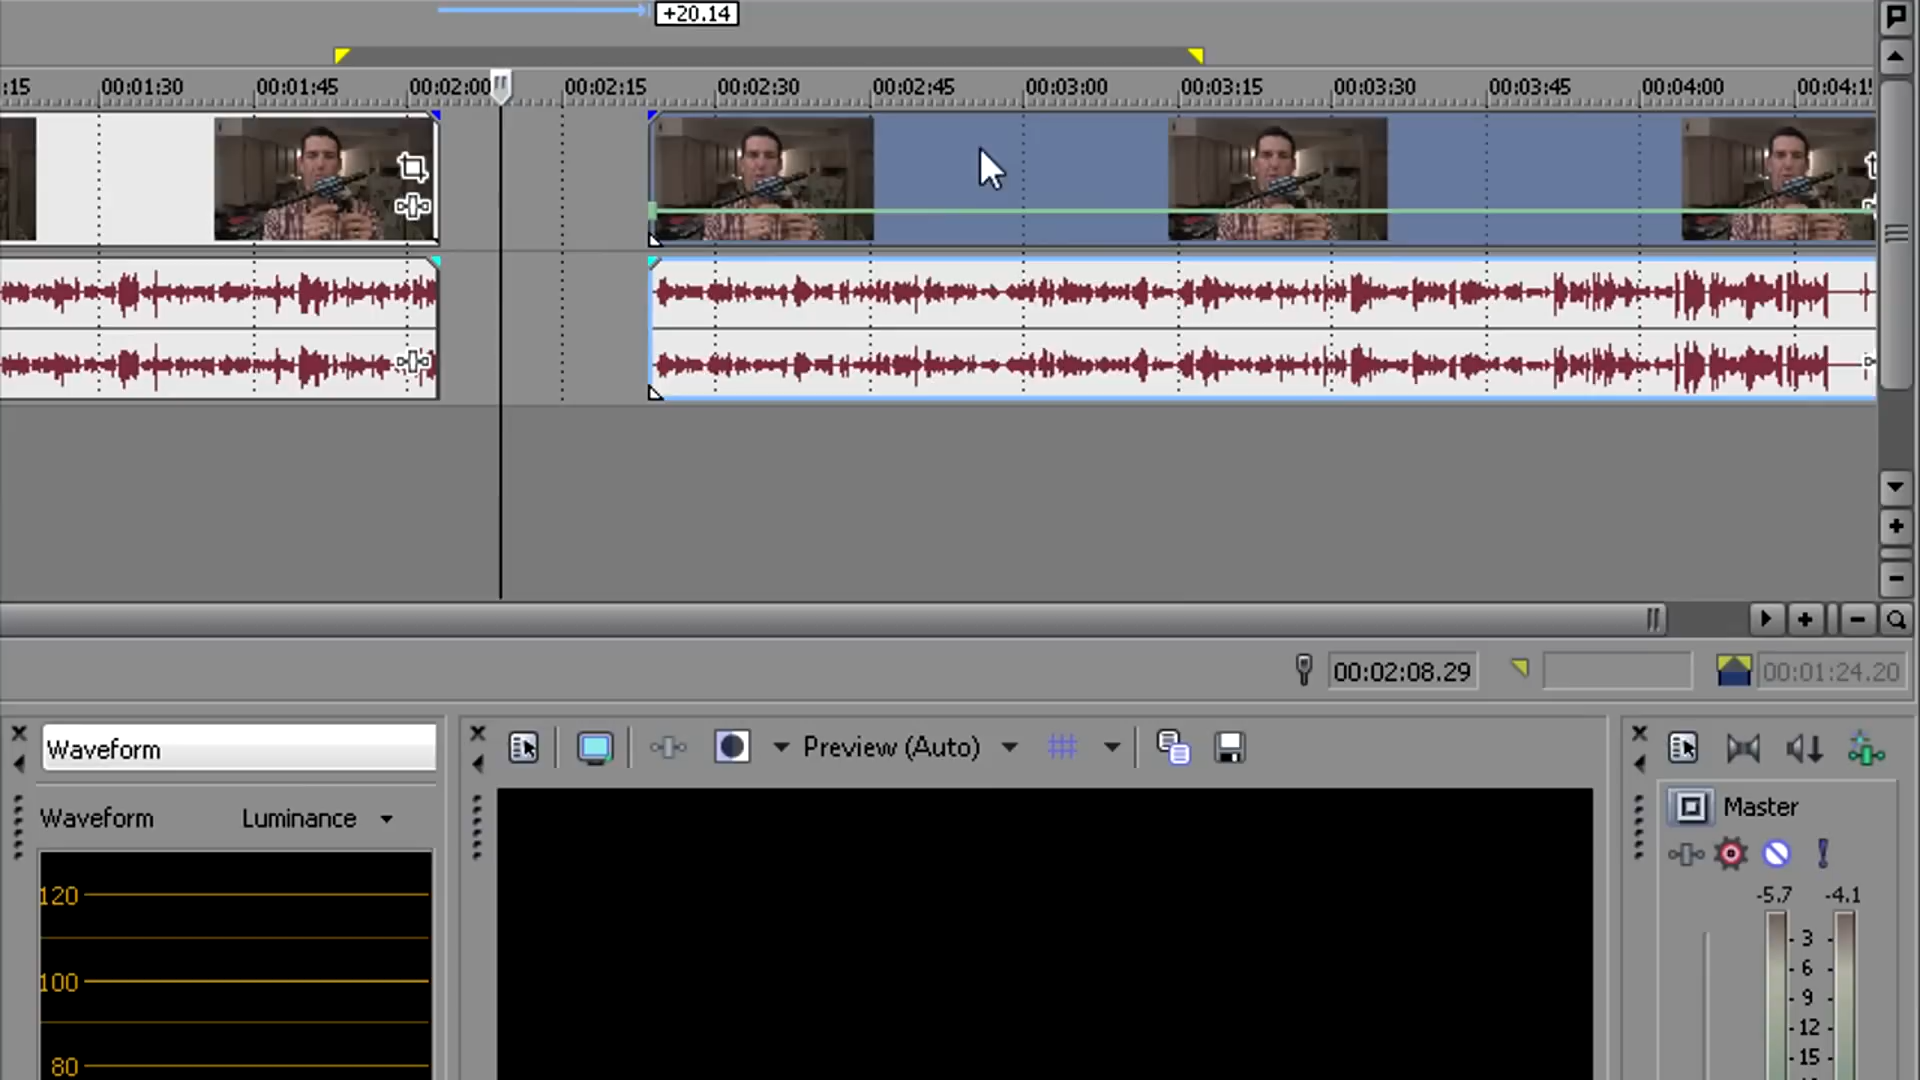 +20.14
:15 00:01:30 00:01:45 00:02:00 00:02:15 00:02:30 00:02:45 00:03:00 00:03:15 00:03:30 00:03:45 00:04:00 00:04:1
00:02:08.29 00:01:24.20
Waveform
Preview (Auto)
Waveform Luminance
Master
-5.7 -4.1
120
100
80
- 3 -
- 6 -
- 9 -
- 12 -
- 15 -